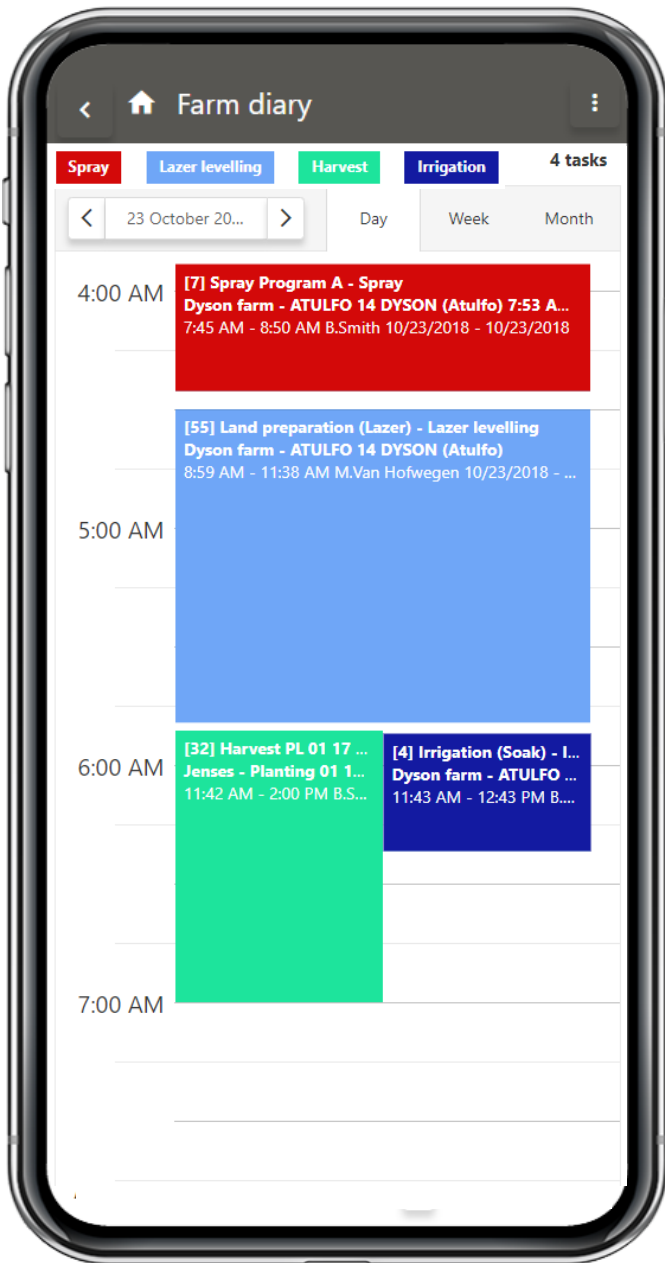 Farm diary
Spray Lazer levelling Harvest Irrigation 4 tasks
23 October 20... Day Week Month
4:00 AM
[7] Spray Program A - Spray
Dyson farm - ATULFO 14 DYSON (Atulfo) 7:53 A...
7:45 AM - 8:50 AM B.Smith 10/23/2018 - 10/23/2018
[55] Land preparation (Lazer) - Lazer levelling
Dyson farm - ATULFO 14 DYSON (Atulfo)
8:59 AM - 11:38 AM M.Van Hofwegen 10/23/2018 - ...
5:00 AM
6:00 AM
[32] Harvest PL 01 17 ...
Jenses - Planting 01 1...
11:42 AM - 2:00 PM B.S...
[4] Irrigation (Soak) - I...
Dyson farm - ATULFO ...
11:43 AM - 12:43 PM B....
7:00 AM